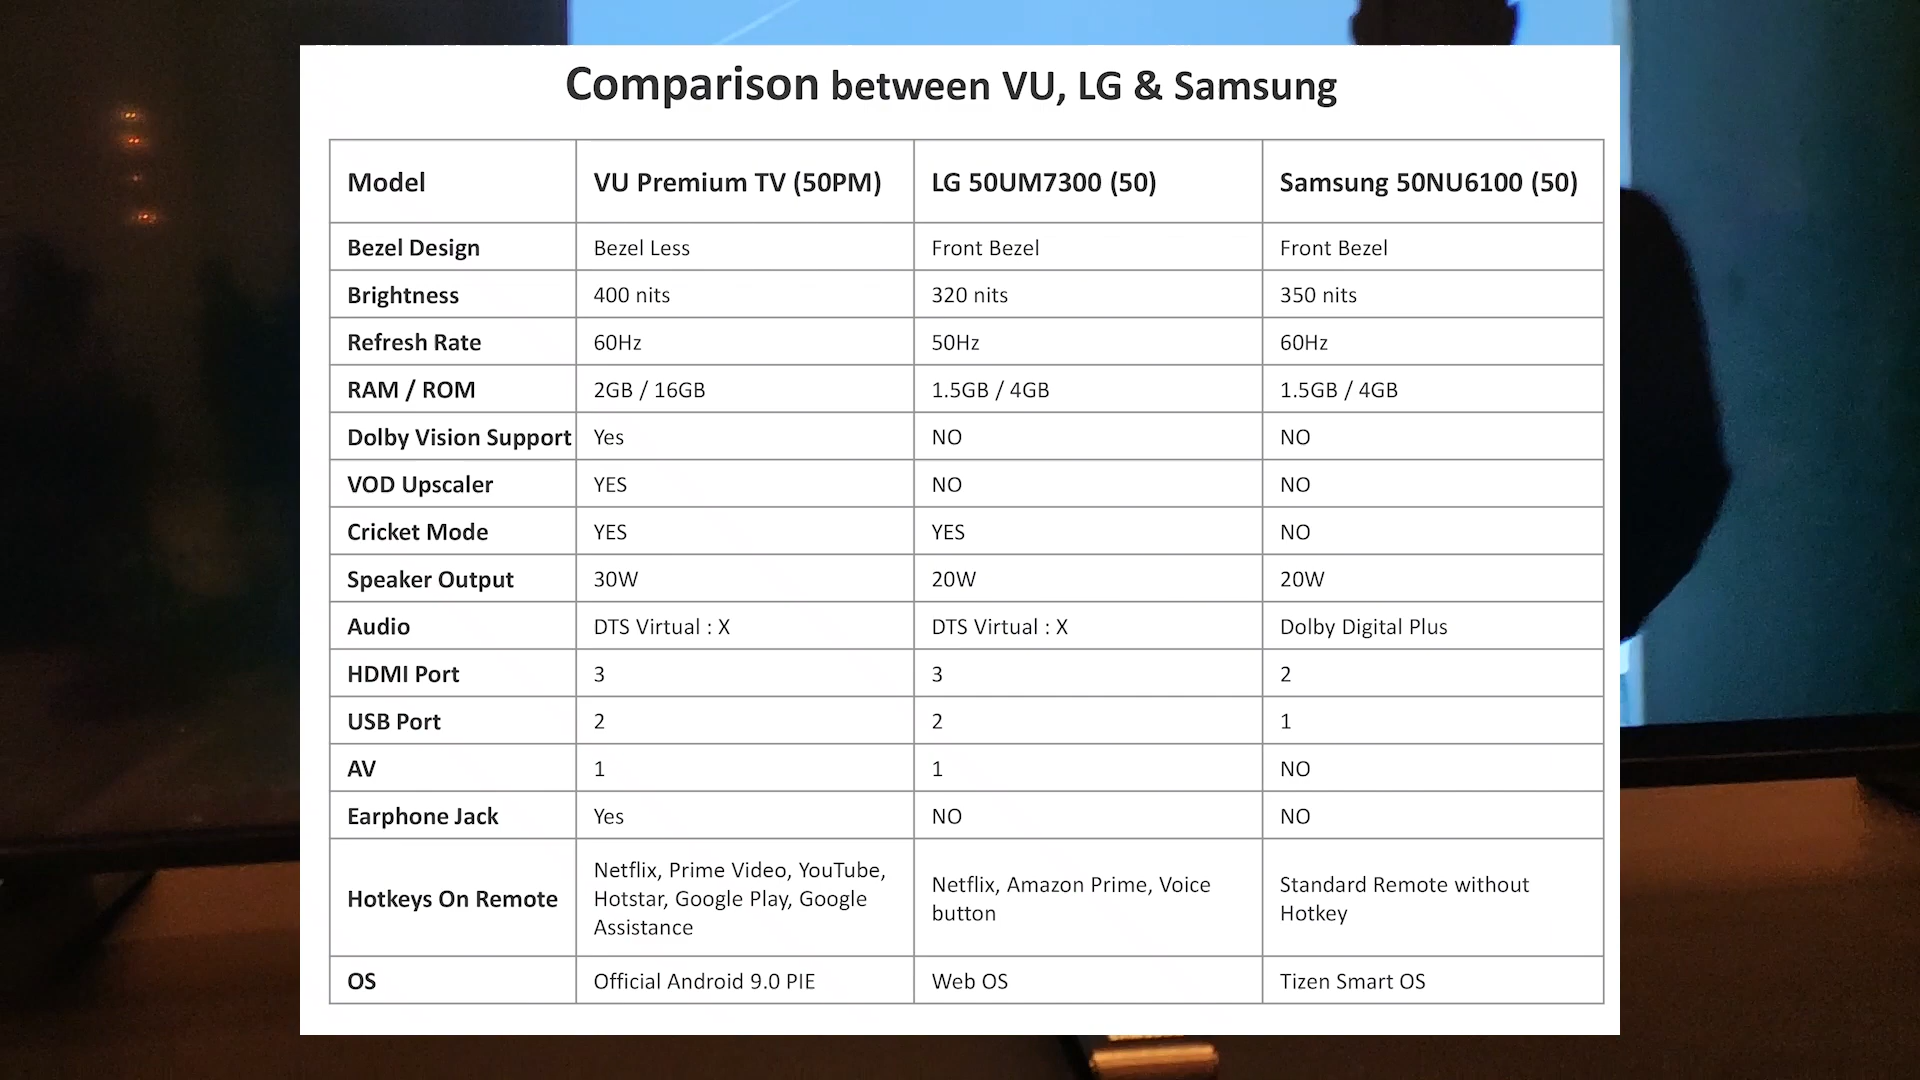 Comparison between VU, LG & Samsung
Model VU Premium TV (50PM) LG 50UM7300 (50) Samsung 50NU6100 (50)
Bezel Design Bezel Less Front Bezel Front Bezel
Brightness 400 nits 320 nits 350 nits
Refresh Rate 60Hz 50Hz 60Hz
RAM / ROM 2GB / 16GB 1.5GB / 4GB 1.5GB / 4GB
Dolby Vision Support Yes NO NO
VOD Upscaler YES NO NO
Cricket Mode YES YES NO
Speaker Output 30W 20W 20W
Audio DTS Virtual : X DTS Virtual : X Dolby Digital Plus
HDMI Port 3 3 2
USB Port 2 2 1
AV 1 1 NO
Earphone Jack Yes NO NO
Hotkeys On Remote
Netflix, Prime Video, YouTube,
Hotstar, Google Play, Google
Assistance
Netflix, Amazon Prime, Voice
button
Standard Remote without
Hotkey
OS Official Android 9.0 PIE Web OS Tizen Smart OS